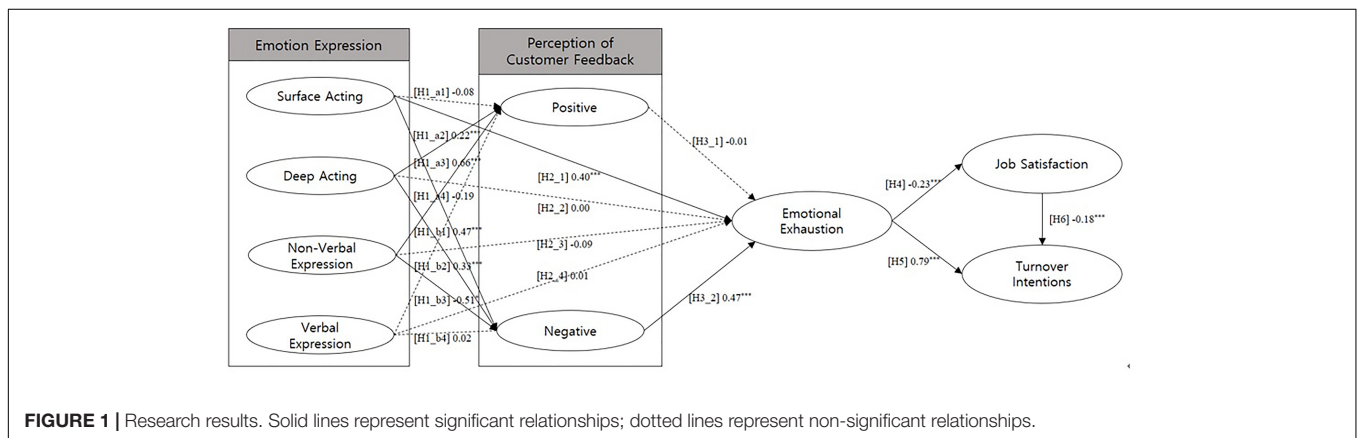 Emotion Expression
Perception of
Customer Feedback
Surface Acting
Deep Acting
Non-Verbal
Expression
Verbal
Expression
[H1_a1] -0.08
[H1_a2] 0.22***
[H1_a3] 0.66***
[H1_a4] -0.19
[H1_b1] 0.47***
[H1_b2] 0.33***
[H1_b3] -0.51*
[H1_b4] 0.02
Positive
Negative
[H2_1] 0.40***
[H2_2] 0.00
[H2_3] -0.09
[H2_4] 0.01
[H3_1] -0.01
[H3_2] 0.47***
Emotional
Exhaustion
[H4] -0.23***
[H5] 0.79***
Job Satisfaction
[H6] -0.18***
Turnover
Intentions
FIGURE 1 | Research results. Solid lines represent significant relationships; dotted lines represent non-significant relationships.